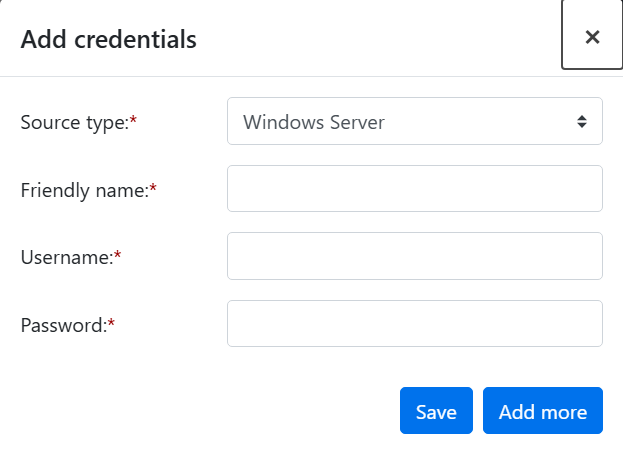 Add credentials ×
Source type:* Windows Server
Friendly name:*
Username:*
Password:*
Save Add more